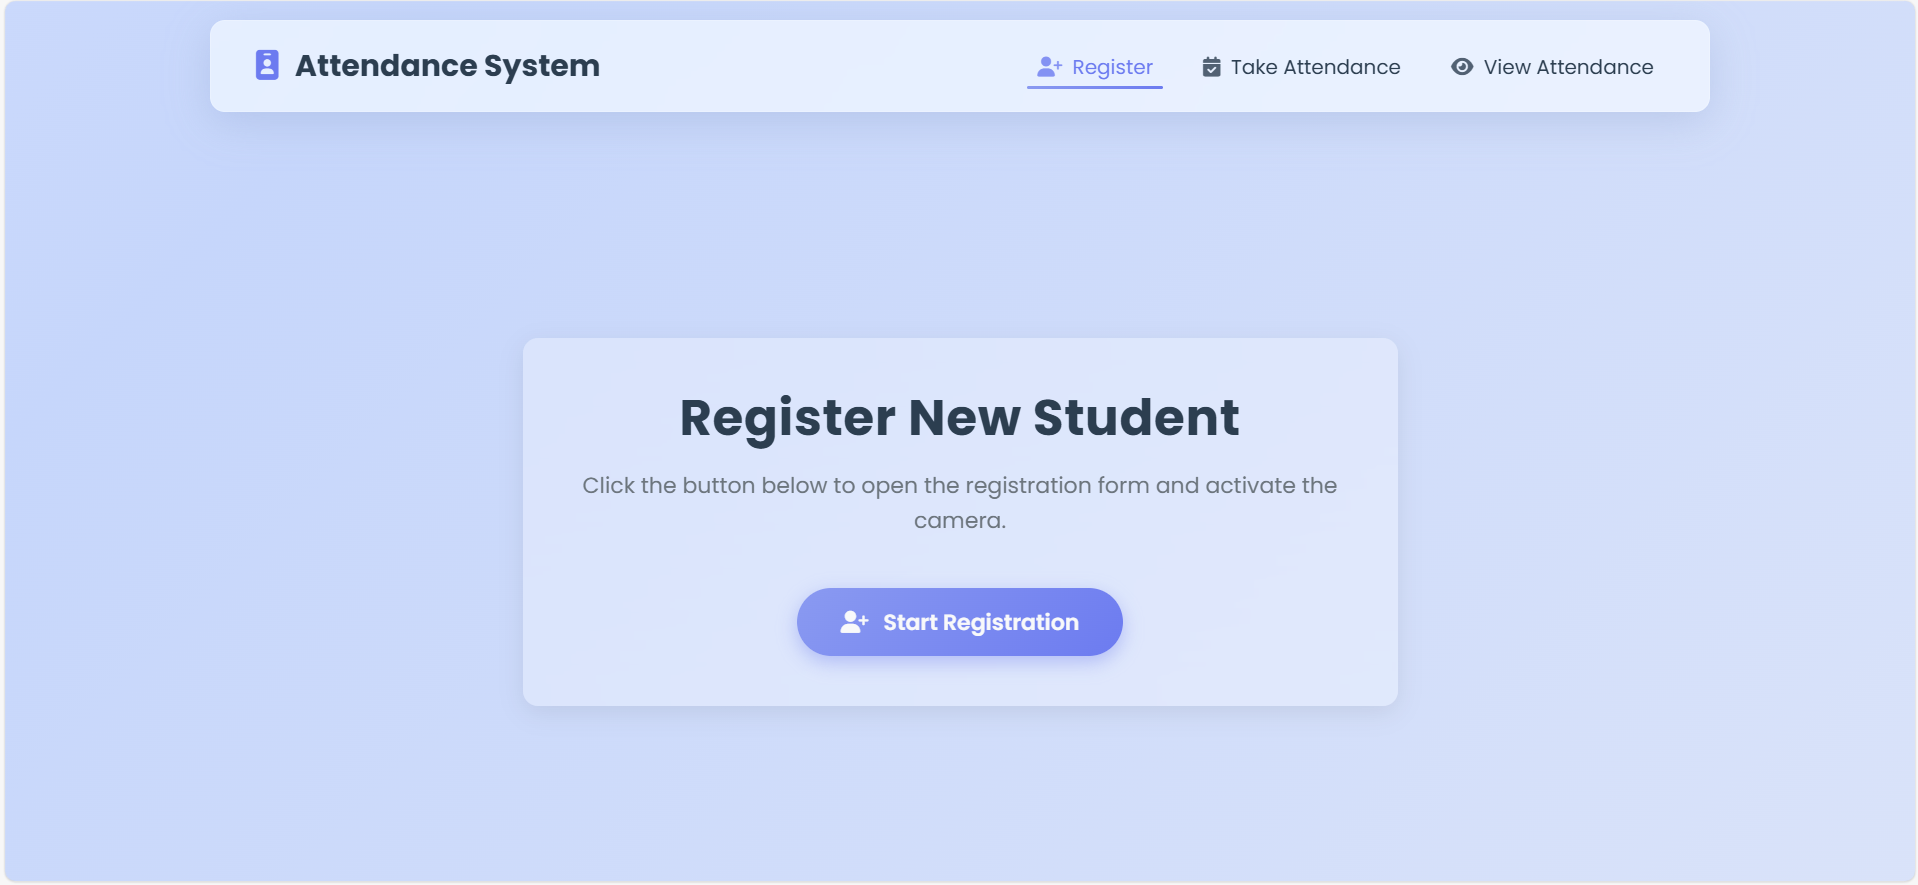 Attendance System
Register
Take Attendance
View Attendance
Register New Student
Click the button below to open the registration form and activate the
camera.
Start Registration